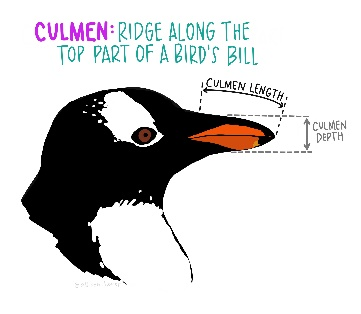 CULMEN: RIDGE ALONG THE
TOP PART OF A BIRD'S BILL
CULMEN LENGTH
CULMEN
DEPTH